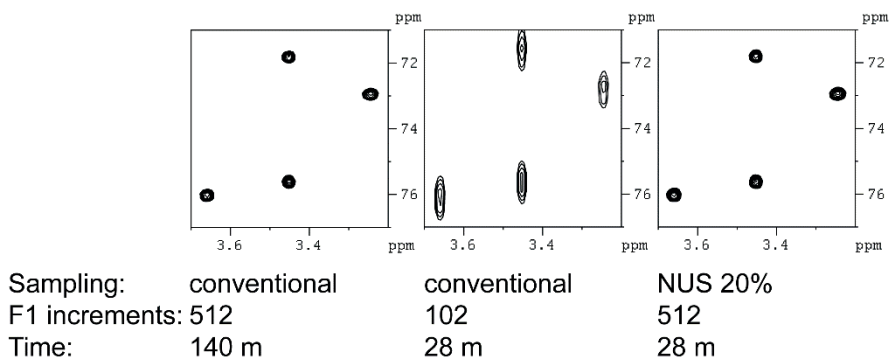 ppm ppm ppm
72 72 72
74 74 74
76 76 76
3.6 3.4 ppm 3.6 3.4 ppm 3.6 3.4 ppm
Sampling: conventional conventional NUS 20%
F1 increments: 512 102 512
Time: 140 m 28 m 28 m